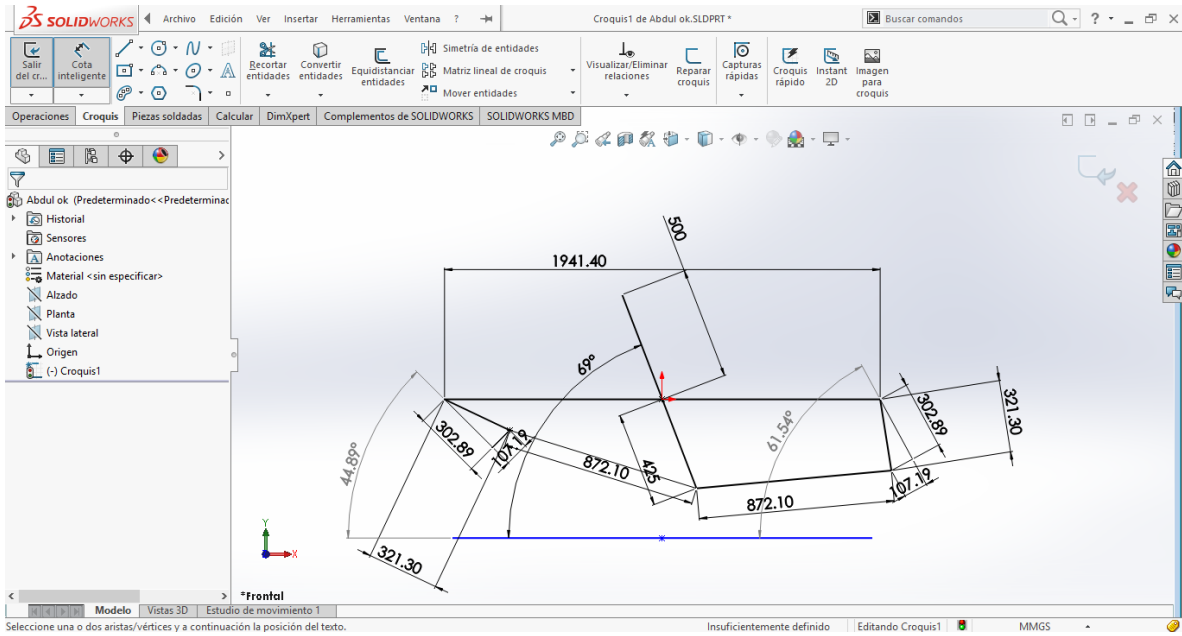 SOLIDWORKS
Archivo Edición Ver Insertar Herramientas Ventana ?
Croquis1 de Abdul ok.SLDPRT *
Buscar comandos
?
Salir del cr...
Cota inteligente
Recortar entidades
Convertir entidades
Equidistanciar entidades
Simetría de entidades
Matriz lineal de croquis
Mover entidades
Visualizar/Eliminar relaciones
Reparar croquis
Capturas rápidas
Croquis rápido
Instant 2D
Imagen para croquis
Operaciones Croquis Piezas soldadas Calcular DimXpert Complementos de SOLIDWORKS SOLIDWORKS MBD
Abdul ok (Predeterminado<<Predeterminac
Historial
Sensores
Anotaciones
Material <sin especificar>
Alzado
Planta
Vista lateral
Origen
(-) Croquis1
500
1941.40
69°
302.89
321.30
302.89
107.19
61.54°
44.89°
872.10
425
107.19
872.10
321.30
Y
X
*Frontal
Modelo Vistas 3D Estudio de movimiento 1
Seleccione una o dos aristas/vértices y a continuación la posición del texto.
Insuficientemente definido
Editando Croquis1
MMGS